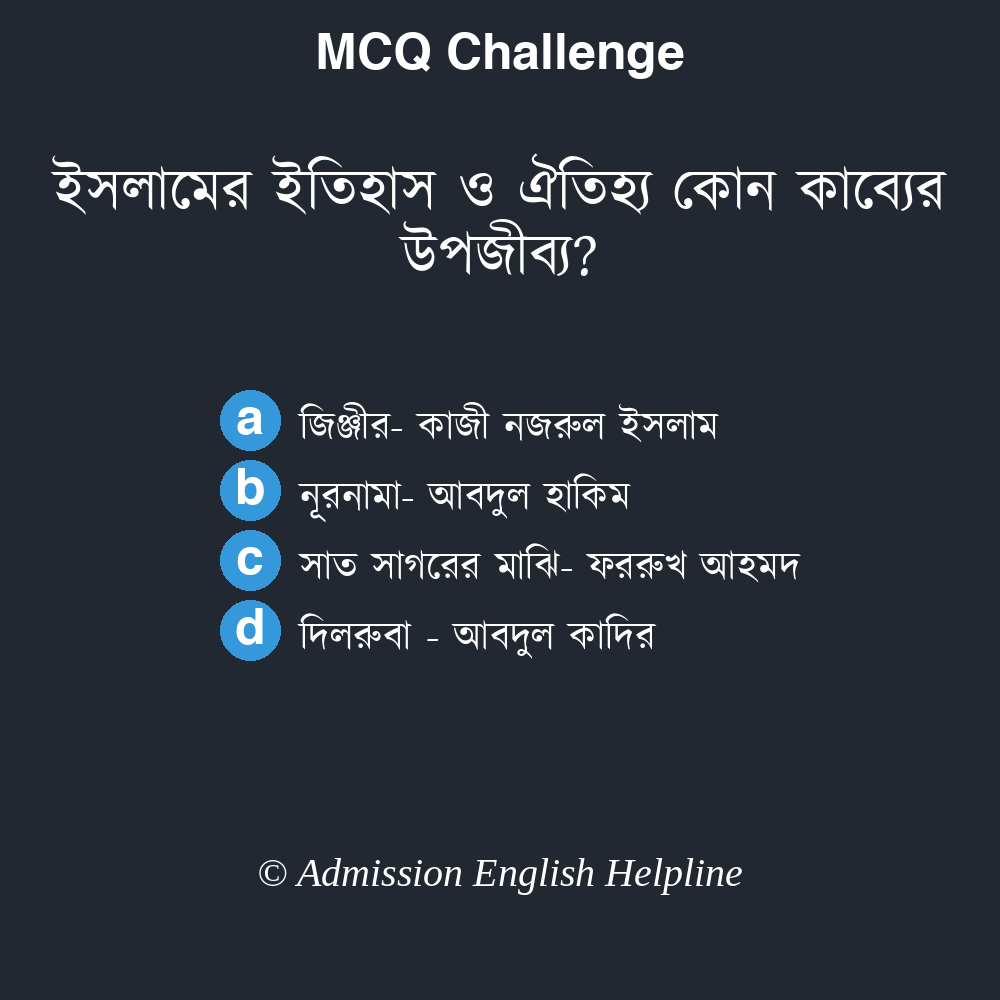 MCQ Challenge
ইসলামের ইতিহাস ও ঐতিহ্য কোন কাব্যের
উপজীব্য?
a জিঞ্জীর- কাজী নজরুল ইসলাম
b নূরনামা- আবদুল হাকিম
c সাত সাগরের মাঝি- ফররুখ আহমদ
d দিলরুবা - আবদুল কাদির
© Admission English Helpline